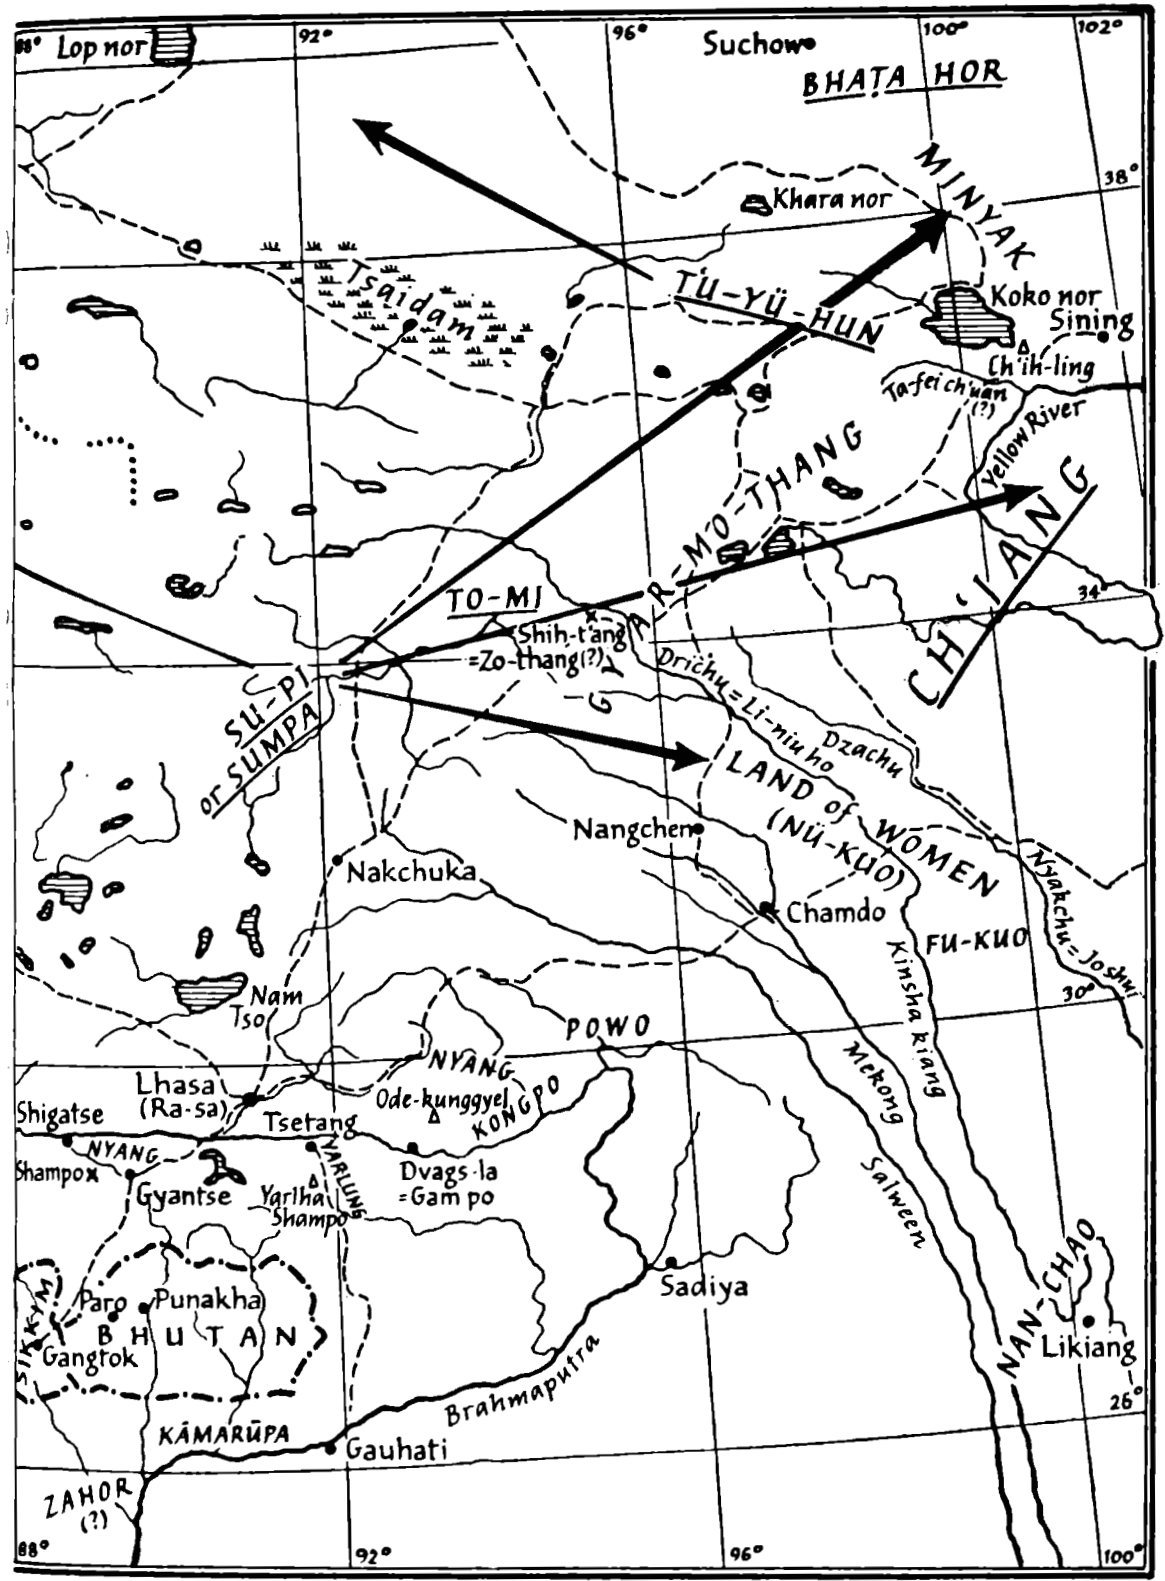 88°
92°
96°
100°
102°
Lop nor
Suchow
BHAṬA HOR
MINYAK
38°
Khara nor
Tsaidam
T'U-YÜ-HUN
Koko nor
Sining
Ch'ih-ling
Ta-feich'uan
(?)
Yellow River
GYAR-MO-THANG
CH'IANG
34°
TO-MI
Shih-t'ang
=Zo-thang(?)
SU-PI
or SUMPA
Drichu=Li-niu ho
Dzachu
LAND of WOMEN
(NÜ-KUO)
Nangchen
Nakchuka
Chamdo
FU-KUO
Nyakchu=Joshui
Kinsha kiang
30°
Nam
Tso
POWO
NYANG
Mekong
Lhasa
(Ra-sa)
Ode-kunggyel
KONGPO
Shigatse
Tsetang
NYANG
Shampo
YARLUNG
Dvags-la
=Gam po
Gyantse
Yarlha
Shampo
Salween
Sadiya
NAN-CHAO
SIKKYM
Paro
Punakha
BHUTAN
Gangtok
Likiang
Brahmaputra
26°
KĀMARŪPA
Gauhati
ZAHOR
(?)
88°
92°
96°
100°